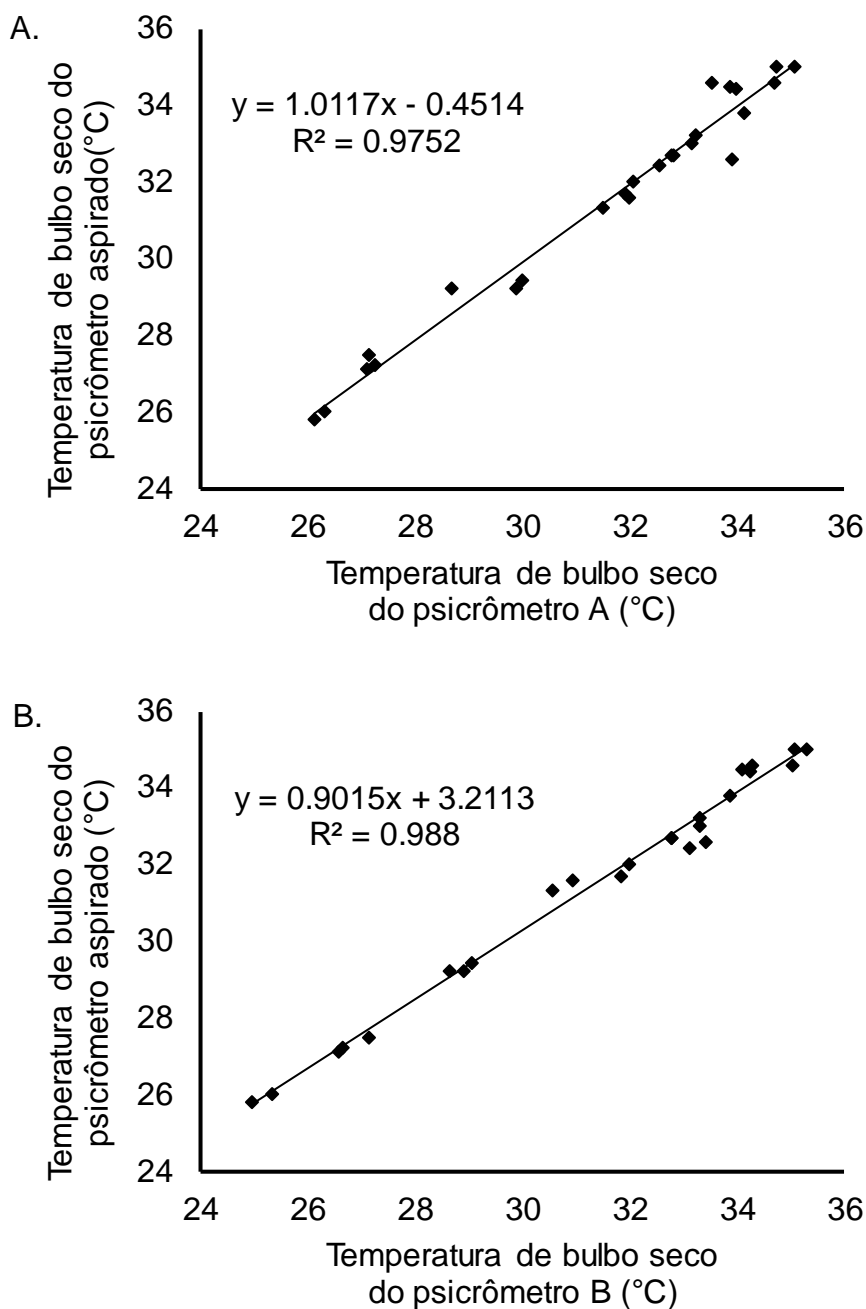 A.
Temperatura de bulbo seco do
psicrômetro aspirado(°C)
36
34
32
30
28
26
24
y = 1.0117x - 0.4514
R² = 0.9752
24 26 28 30 32 34 36
Temperatura de bulbo seco
do psicrômetro A (°C)
B.
Temperatura de bulbo seco do
psicrômetro aspirado (°C)
36
34
32
30
28
26
24
y = 0.9015x + 3.2113
R² = 0.988
24 26 28 30 32 34 36
Temperatura de bulbo seco
do psicrômetro B (°C)